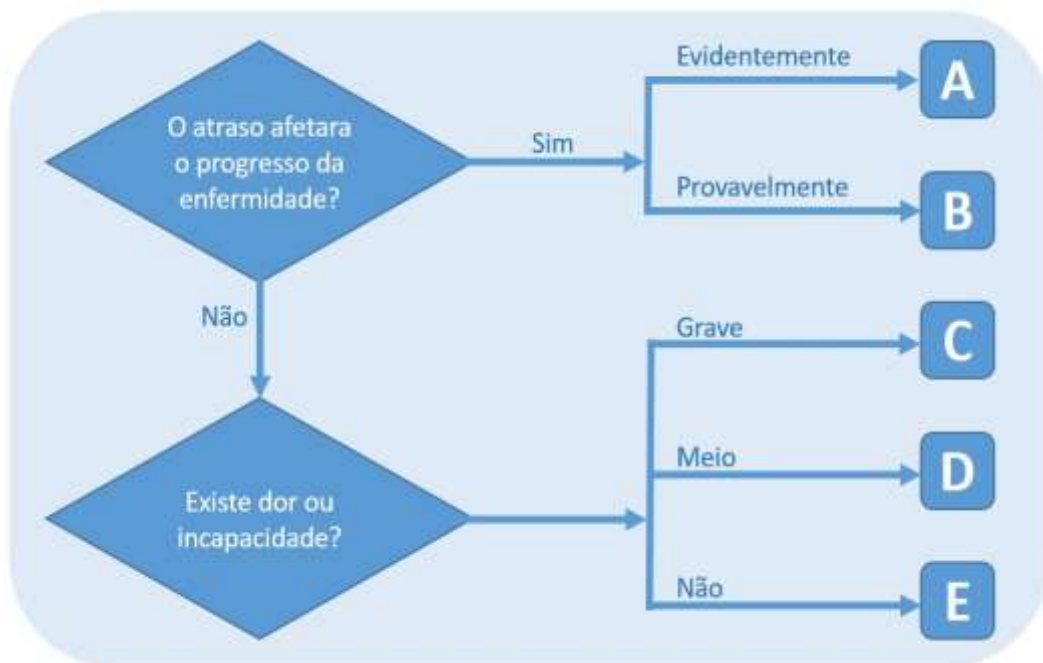 O atraso afetara
o progresso da
enfermidade?
Sim
Evidentemente
A
Provavelmente
B
Não
Existe dor ou
incapacidade?
Grave
C
Meio
D
Não
E